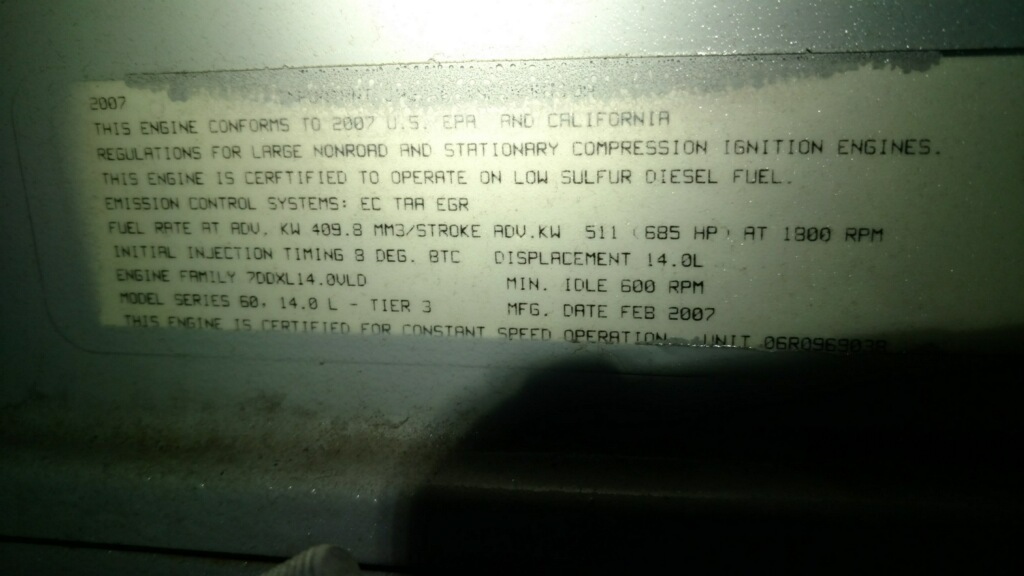 2007
THIS ENGINE CONFORMS TO 2007 U.S. EPA AND CALIFORNIA
REGULATIONS FOR LARGE NONROAD AND STATIONARY COMPRESSION IGNITION ENGINES.
THIS ENGINE IS CERFTIFIED TO OPERATE ON LOW SULFUR DIESEL FUEL.
EMISSION CONTROL SYSTEMS: EC TAA EGR
FUEL RATE AT ADV. KW 409.8 MM3/STROKE ADV.KW 511 (685 HP) AT 1800 RPM
INITIAL INJECTION TIMING 8 DEG. BTC DISPLACEMENT 14.0L
ENGINE FAMILY 7DDXL14.0VLD MIN. IDLE 600 RPM
MODEL SERIES 60, 14.0 L - TIER 3 MFG. DATE FEB 2007
THIS ENGINE IS CERTIFIED FOR CONSTANT SPEED OPERATION. UNIT